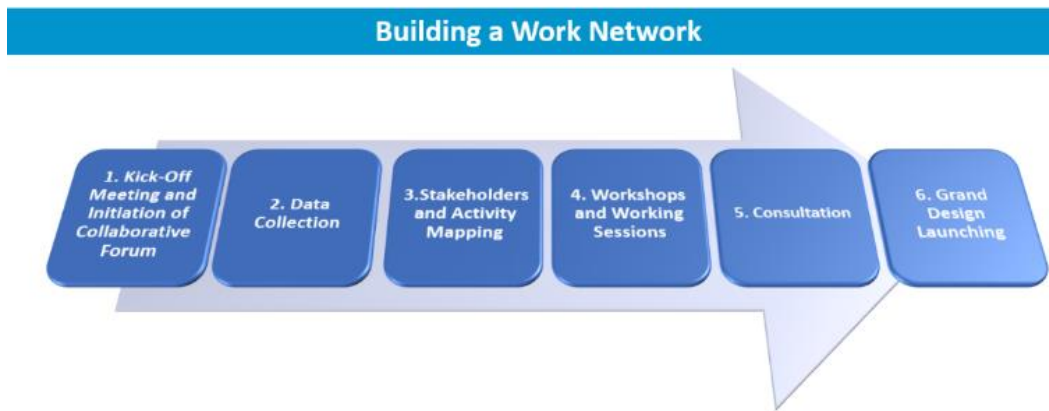 Building a Work Network
1. Kick-Off
Meeting and
Initiation of
Collaborative
Forum
2. Data
Collection
3.Stakeholders
and Activity
Mapping
4. Workshops
and Working
Sessions
5. Consultation
6. Grand
Design
Launching